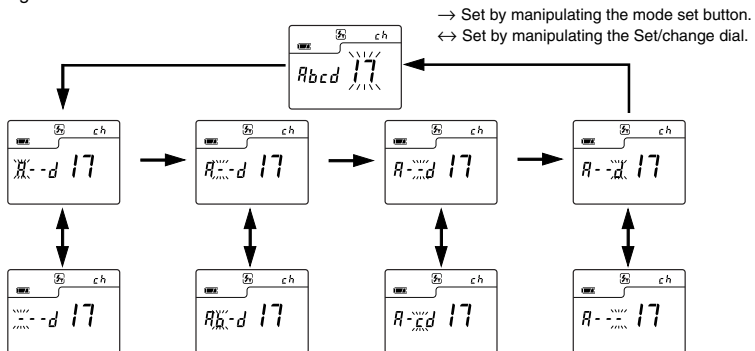 → Set by manipulating the mode set button.
↔ Set by manipulating the Set/change dial.
ch
Abcd 17
ch ch ch ch
A--d 17 A--d 17 A--d 17 A--d 17
ch ch ch ch
---d 17 Ab-d 17 A-cd 17 A--- 17